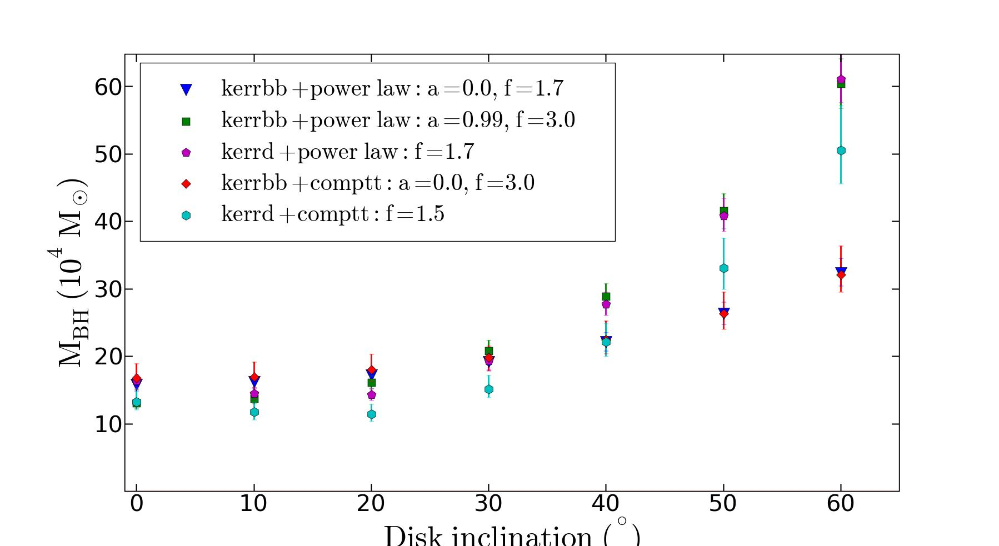 60
50
40
30
20
10
M_BH (10^4 M_⊙)
kerrbb+power law: a=0.0, f=1.7
kerrbb+power law: a=0.99, f=3.0
kerrd+power law: f=1.7
kerrbb+comptt: a=0.0, f=3.0
kerrd+comptt: f=1.5
0 10 20 30 40 50 60
Disk inclination (°)